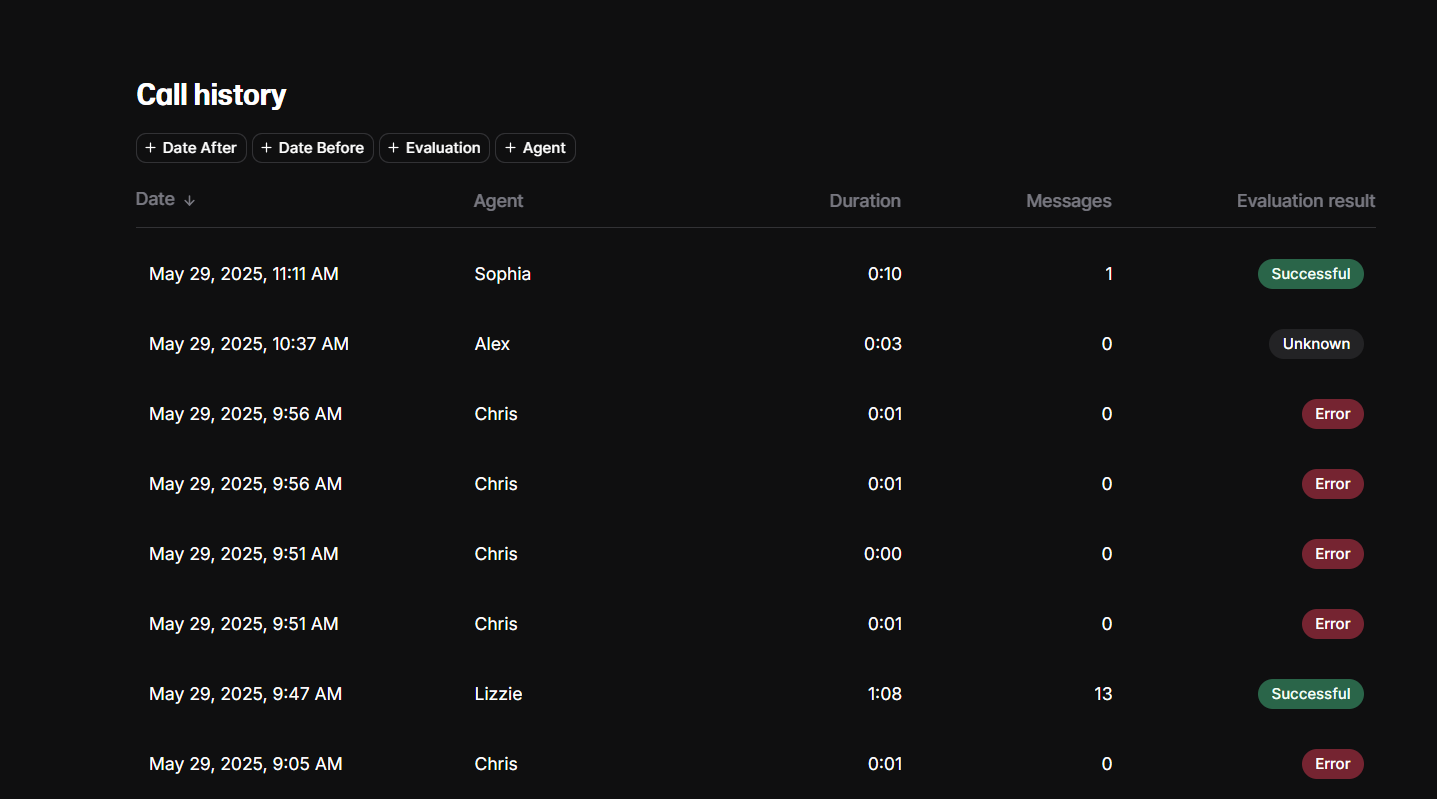 Call history
+ Date After + Date Before + Evaluation + Agent
Date ↓ Agent Duration Messages Evaluation result
May 29, 2025, 11:11 AM Sophia 0:10 1 Successful
May 29, 2025, 10:37 AM Alex 0:03 0 Unknown
May 29, 2025, 9:56 AM Chris 0:01 0 Error
May 29, 2025, 9:56 AM Chris 0:01 0 Error
May 29, 2025, 9:51 AM Chris 0:00 0 Error
May 29, 2025, 9:51 AM Chris 0:01 0 Error
May 29, 2025, 9:47 AM Lizzie 1:08 13 Successful
May 29, 2025, 9:05 AM Chris 0:01 0 Error